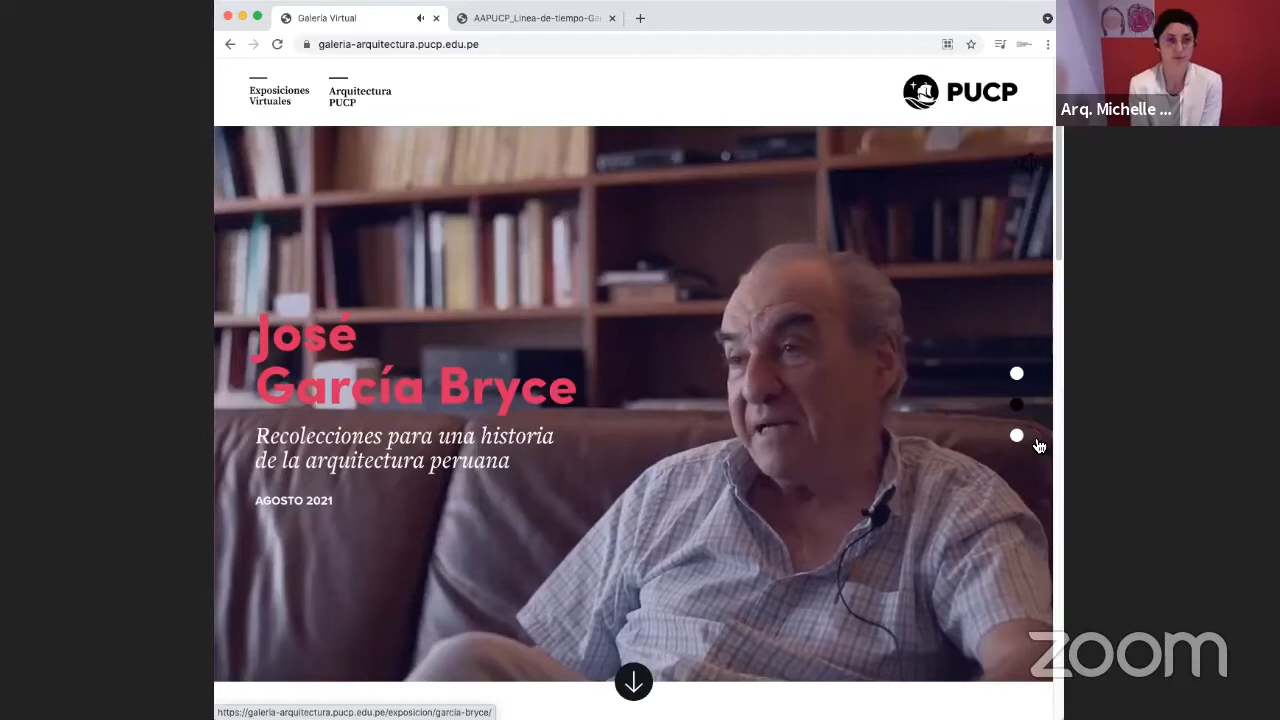 Galería Virtual
AAPUCP_Linea-de-tiempo-Ga
galeria-arquitectura.pucp.edu.pe
Exposiciones
Virtuales
Arquitectura
PUCP
PUCP
Arq. Michelle ...
José
García Bryce
Recolecciones para una historia
de la arquitectura peruana
AGOSTO 2021
zoom
https://galeria-arquitectura.pucp.edu.pe/exposicion/garcia-bryce/